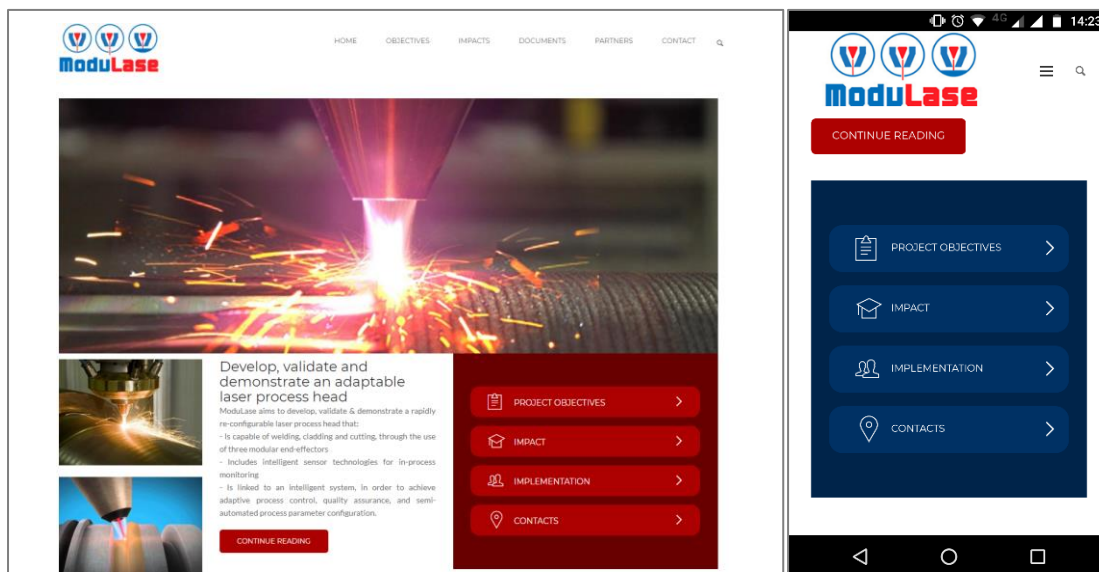 ModuLase
HOME OBJECTIVES IMPACTS DOCUMENTS PARTNERS CONTACT
Develop, validate and
demonstrate an adaptable
laser process head
ModuLase aims to develop, validate & demonstrate a rapidly
re-configurable laser process head that:
- Is capable of welding, cladding and cutting, through the use
of three modular end-effectors
- Includes intelligent sensor technologies for in-process
monitoring
- Is linked to an intelligent system, in order to achieve
adaptive process control, quality assurance, and semi-
automated process parameter configuration.
CONTINUE READING
PROJECT OBJECTIVES
IMPACT
IMPLEMENTATION
CONTACTS
4G 14:23
ModuLase
CONTINUE READING
PROJECT OBJECTIVES
IMPACT
IMPLEMENTATION
CONTACTS